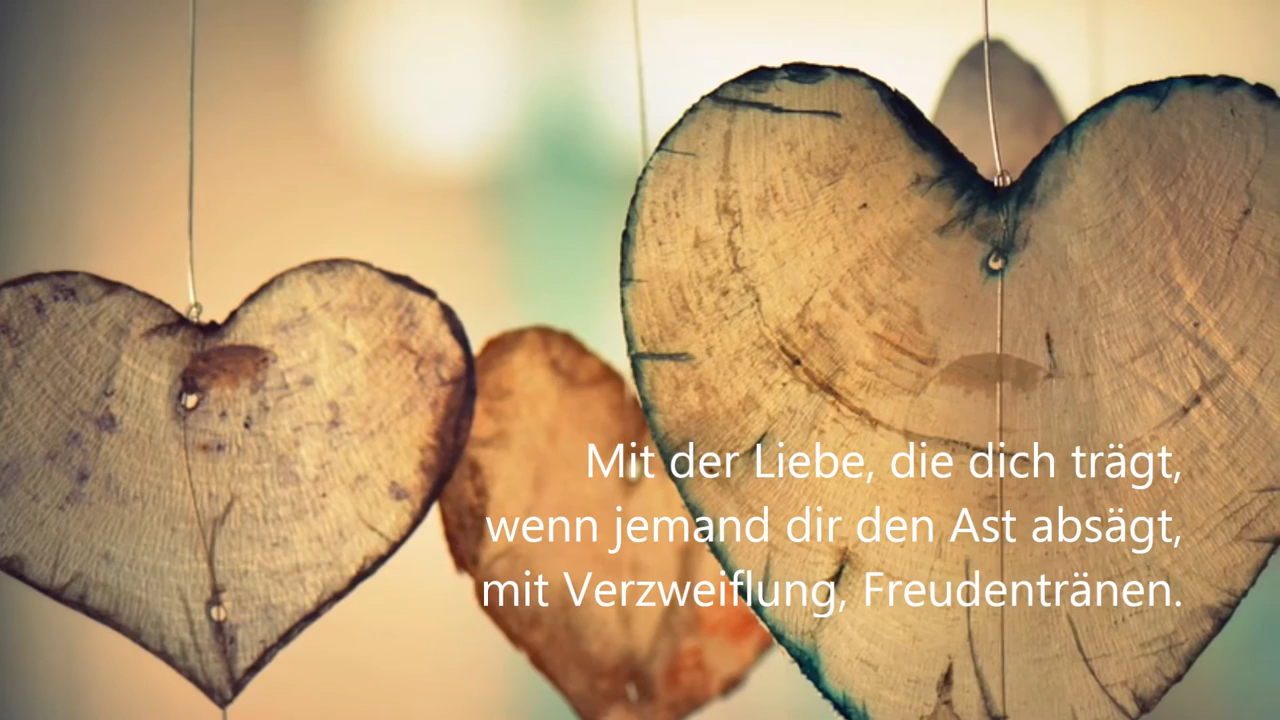 Mit der Liebe, die dich trägt,
wenn jemand dir den Ast absägt,
mit Verzweiflung, Freudentränen.